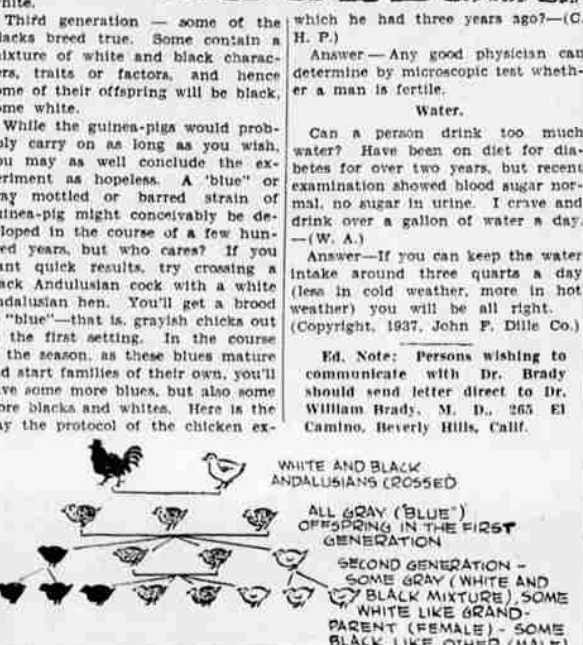 white.
Third generation — some of the
lacks breed true. Some contain a
ixture of white and black charac-
ers, traits or factors, and hence
ome of their offspring will be black,
ome white.
While the guinea-pigs would prob-
bly carry on as long as you wish,
ou may as well conclude the ex-
eriment as hopeless. A 'blue" or
ray mottled or barred strain of
uinea-pig might conceivably be de-
loped in the course of a few hun-
red years, but who cares? If you
ant quick results, try crossing a
lack Andulusian cock with a white
ndalusian hen. You'll get a brood
"blue"—that is, grayish chicks out
the first setting. In the course
the season, as these blues mature
d start families of their own, you'll
ve some more blues, but also some
ore blacks and whites. Here is the
ay the protocol of the chicken ex-
which he had three years ago?—(C.
H. P.)
Answer — Any good physician can
determine by microscopic test wheth-
er a man is fertile.
Water.
Can a person drink too much
water? Have been on diet for dia-
betes for over two years, but recent
examination showed blood sugar nor-
mal, no sugar in urine. I crave and
drink over a gallon of water a day.
—(W. A.)
Answer—If you can keep the water
intake around three quarts a day
(less in cold weather, more in hot
weather) you will be all right.
(Copyright, 1937, John F. Dille Co.)
Ed. Note: Persons wishing to
communicate with Dr. Brady
should send letter direct to Dr.
William Brady, M. D., 265 El
Camino, Beverly Hills, Calif.
WHITE AND BLACK
ANDALUSIANS CROSSED
ALL GRAY ("BLUE")
OFFSPRING IN THE FIRST
GENERATION
SECOND GENERATION -
SOME GRAY (WHITE AND
BLACK MIXTURE), SOME
WHITE LIKE GRAND-
PARENT (FEMALE) - SOME
BLACK LIKE OTHER (MALE)